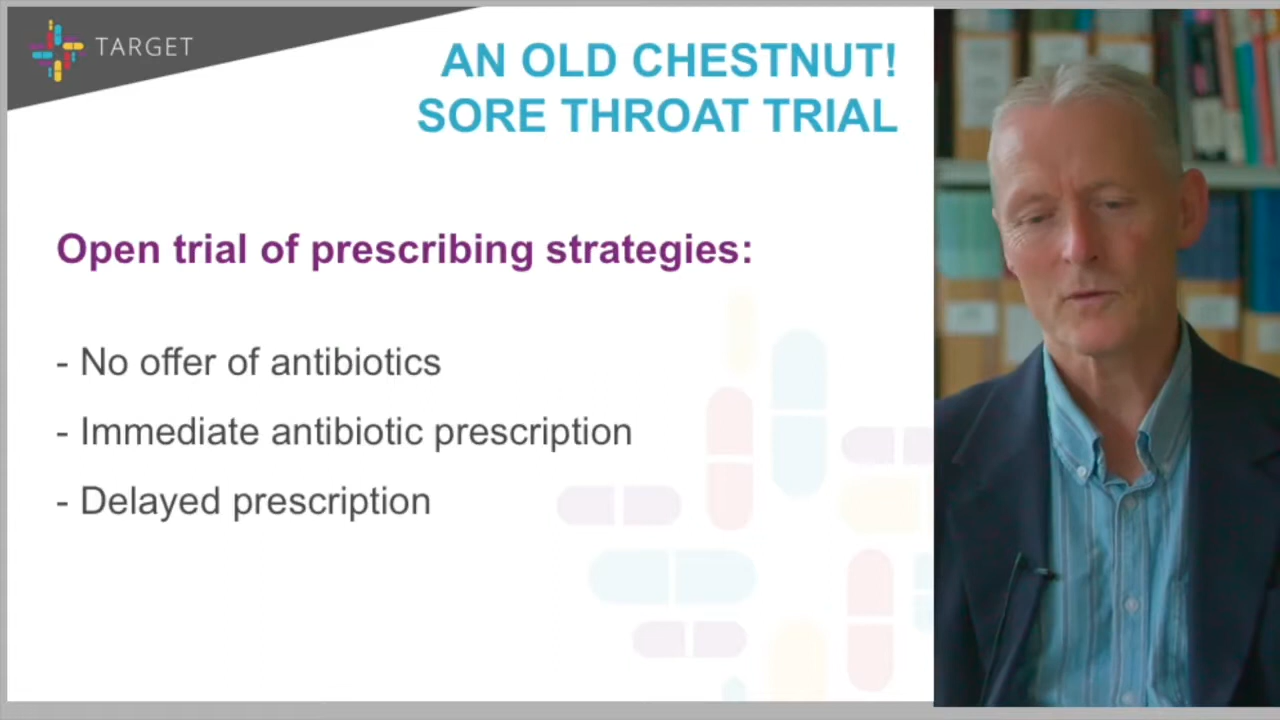 TARGET
AN OLD CHESTNUT!
SORE THROAT TRIAL
Open trial of prescribing strategies:
- No offer of antibiotics
- Immediate antibiotic prescription
- Delayed prescription